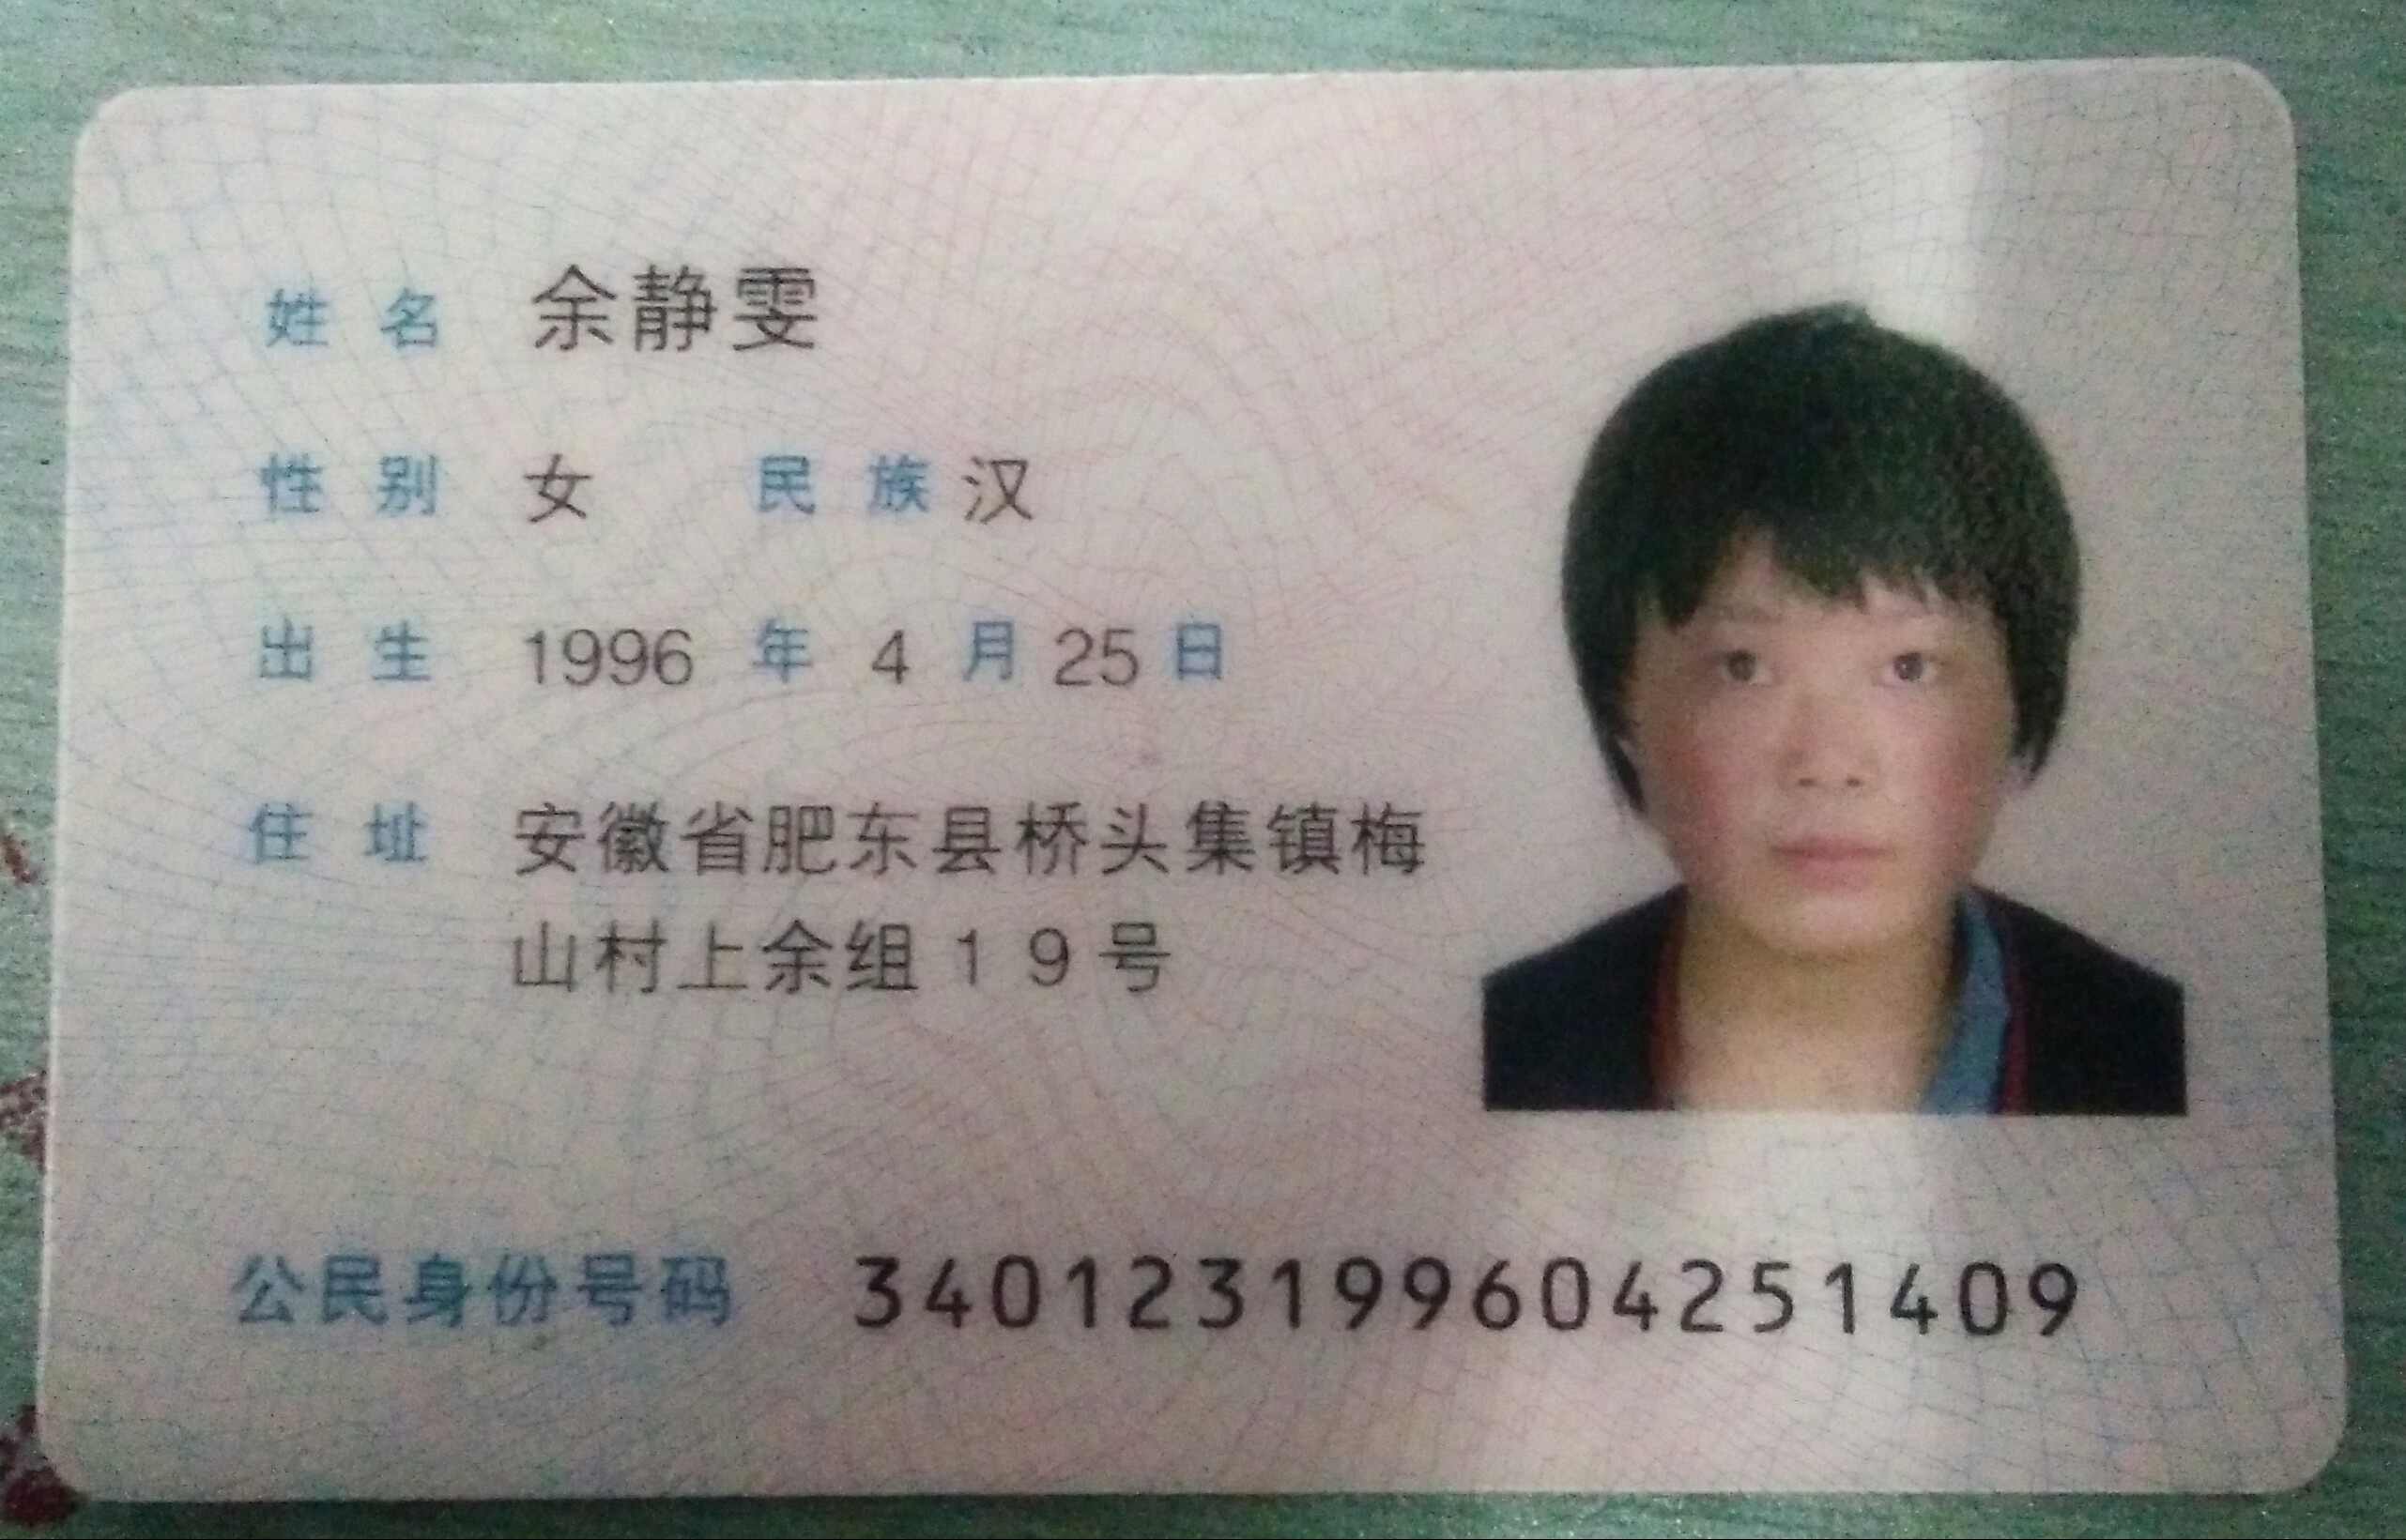 姓名 余静雯
性别 女 民族 汉
出生 1996 年 4 月 25 日
住址 安徽省肥东县桥头集镇梅
山村上余组19号
公民身份号码 340123199604251409